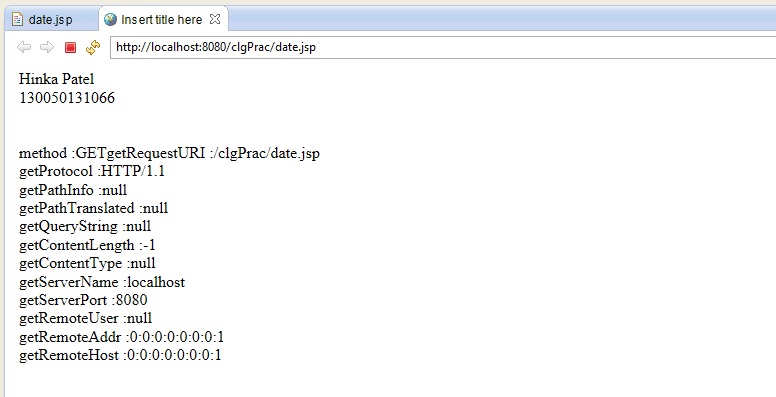 date.jsp
Insert title here
http://localhost:8080/clgPrac/date.jsp
Hinka Patel
130050131066
method :GETgetRequestURI :/clgPrac/date.jsp
getProtocol :HTTP/1.1
getPathInfo :null
getPathTranslated :null
getQueryString :null
getContentLength :-1
getContentType :null
getServerName :localhost
getServerPort :8080
getRemoteUser :null
getRemoteAddr :0:0:0:0:0:0:0:1
getRemoteHost :0:0:0:0:0:0:0:1